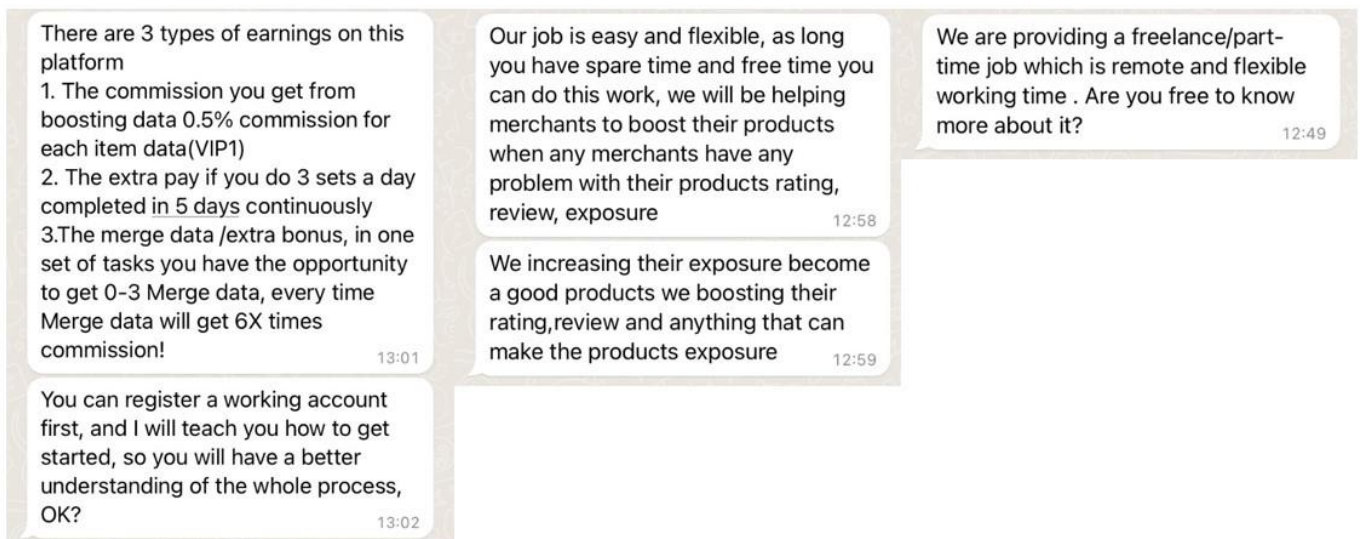 There are 3 types of earnings on this
platform
1. The commission you get from
boosting data 0.5% commission for
each item data(VIP1)
2. The extra pay if you do 3 sets a day
completed in 5 days continuously
3.The merge data /extra bonus, in one
set of tasks you have the opportunity
to get 0-3 Merge data, every time
Merge data will get 6X times
commission!
13:01
You can register a working account
first, and I will teach you how to get
started, so you will have a better
understanding of the whole process,
OK?
13:02
Our job is easy and flexible, as long
you have spare time and free time you
can do this work, we will be helping
merchants to boost their products
when any merchants have any
problem with their products rating,
review, exposure
12:58
We increasing their exposure become
a good products we boosting their
rating,review and anything that can
make the products exposure
12:59
We are providing a freelance/part-
time job which is remote and flexible
working time . Are you free to know
more about it?
12:49